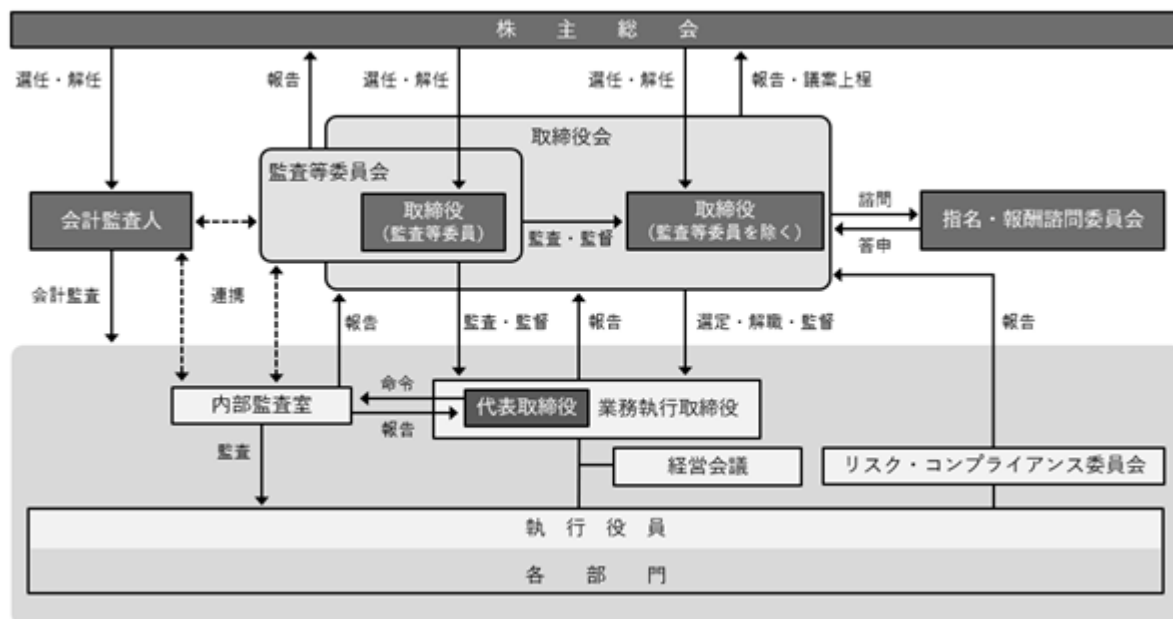 株主総会
選任・解任
報告
選任・解任
選任・解任
報告・議案上程
取締役会
監査等委員会
会計監査人
取締役
（監査等委員）
監査・監督
取締役
（監査等委員を除く）
諮問
答申
指名・報酬諮問委員会
会計監査
連携
報告
監査・監督
報告
選定・解職・監督
報告
内部監査室
命令
報告
代表取締役
業務執行取締役
監査
経営会議
リスク・コンプライアンス委員会
執行役員
各部門